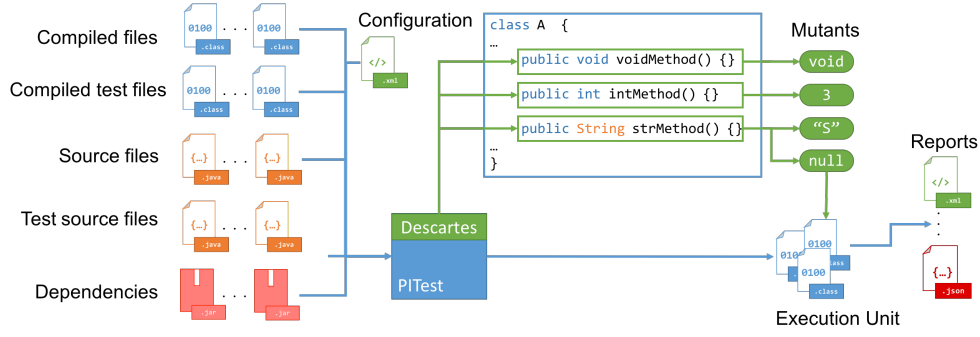 Compiled files
0100
.class
. . .
0100
.class
Compiled test files
0100
.class
. . .
0100
.class
Source files
{…}
.java
. . .
{…}
.java
Test source files
{…}
.java
. . .
{…}
.java
Dependencies
.jar
. . .
.jar
Configuration
</>
.xml
Descartes
PITest
class A {
…
public void voidMethod() {}
public int intMethod() {}
public String strMethod() {}
…
}
Mutants
void
3
“S”
null
0100
0100
.class
Execution Unit
Reports
</>
.xml
{…}
.json